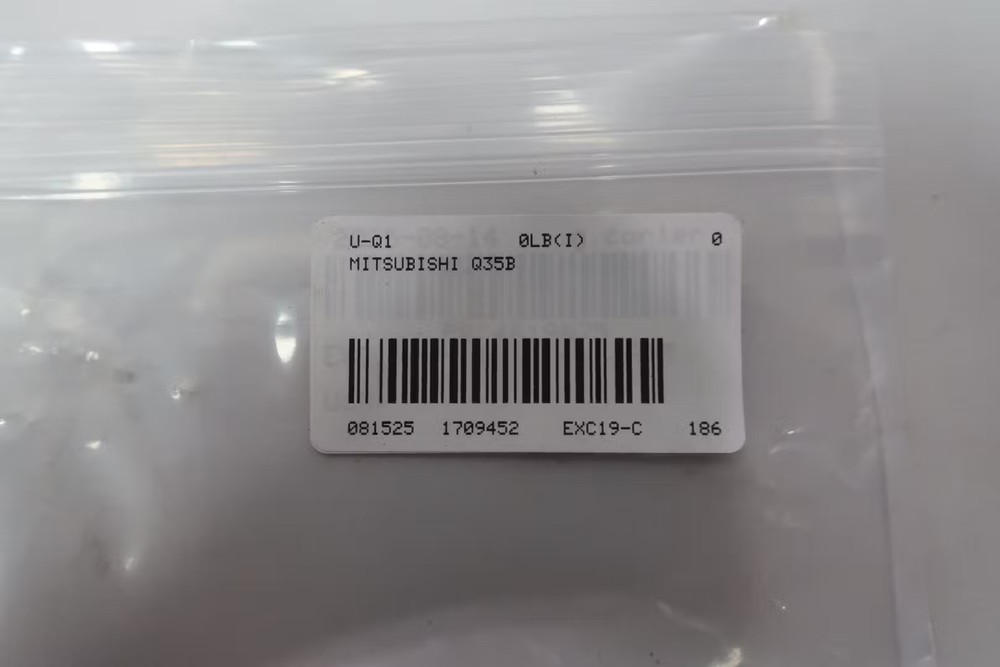 U-Q1 0LB(I) 0
MITSUBISHI Q35B
081525 1709452 EXC19-C 186